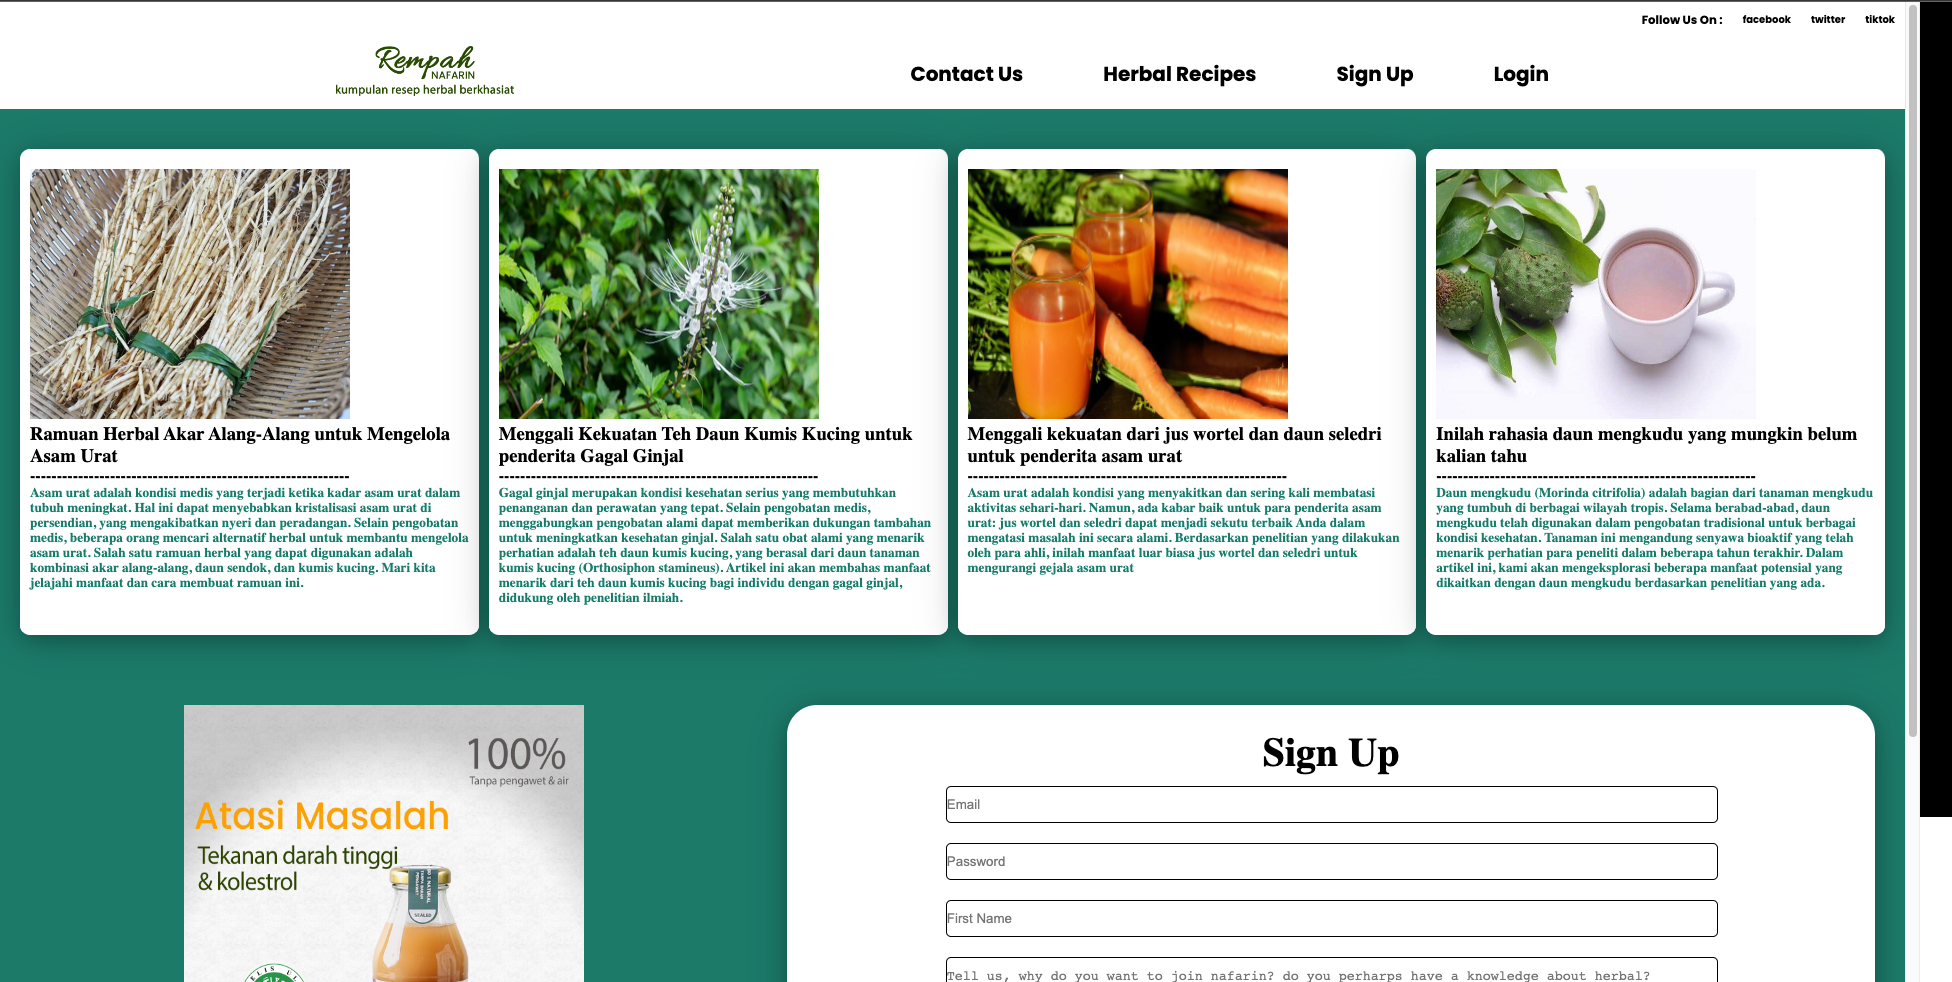 Follow Us On : facebook twitter tiktok
Rempah
NAFARIN
kumpulan resep herbal berkhasiat
Contact Us Herbal Recipes Sign Up Login
Ramuan Herbal Akar Alang-Alang untuk Mengelola
Asam Urat
------------------------------------------------------------
Asam urat adalah kondisi medis yang terjadi ketika kadar asam urat dalam
tubuh meningkat. Hal ini dapat menyebabkan kristalisasi asam urat di
persendian, yang mengakibatkan nyeri dan peradangan. Selain pengobatan
medis, beberapa orang mencari alternatif herbal untuk membantu mengelola
asam urat. Salah satu ramuan herbal yang dapat digunakan adalah
kombinasi akar alang-alang, daun sendok, dan kumis kucing. Mari kita
jelajahi manfaat dan cara membuat ramuan ini.
Menggali Kekuatan Teh Daun Kumis Kucing untuk
penderita Gagal Ginjal
------------------------------------------------------------
Gagal ginjal merupakan kondisi kesehatan serius yang membutuhkan
penanganan dan perawatan yang tepat. Selain pengobatan medis,
menggabungkan pengobatan alami dapat memberikan dukungan tambahan
untuk meningkatkan kesehatan ginjal. Salah satu obat alami yang menarik
perhatian adalah teh daun kumis kucing, yang berasal dari daun tanaman
kumis kucing (Orthosiphon stamineus). Artikel ini akan membahas manfaat
menarik dari teh daun kumis kucing bagi individu dengan gagal ginjal,
didukung oleh penelitian ilmiah.
Menggali kekuatan dari jus wortel dan daun seledri
untuk penderita asam urat
------------------------------------------------------------
Asam urat adalah kondisi yang menyakitkan dan sering kali membatasi
aktivitas sehari-hari. Namun, ada kabar baik untuk para penderita asam
urat: jus wortel dan seledri dapat menjadi sekutu terbaik Anda dalam
mengatasi masalah ini secara alami. Berdasarkan penelitian yang dilakukan
oleh para ahli, inilah manfaat luar biasa jus wortel dan seledri untuk
mengurangi gejala asam urat
Inilah rahasia daun mengkudu yang mungkin belum
kalian tahu
------------------------------------------------------------
Daun mengkudu (Morinda citrifolia) adalah bagian dari tanaman mengkudu
yang tumbuh di berbagai wilayah tropis. Selama berabad-abad, daun
mengkudu telah digunakan dalam pengobatan tradisional untuk berbagai
kondisi kesehatan. Tanaman ini mengandung senyawa bioaktif yang telah
menarik perhatian para peneliti dalam beberapa tahun terakhir. Dalam
artikel ini, kami akan mengeksplorasi beberapa manfaat potensial yang
dikaitkan dengan daun mengkudu berdasarkan penelitian yang ada.
100%
Tanpa pengawet & air
Atasi Masalah
Tekanan darah tinggi
& kolestrol
SEALED
Sign Up
Email
Password
First Name
Tell us, why do you want to join nafarin? do you perharps have a knowledge about herbal?